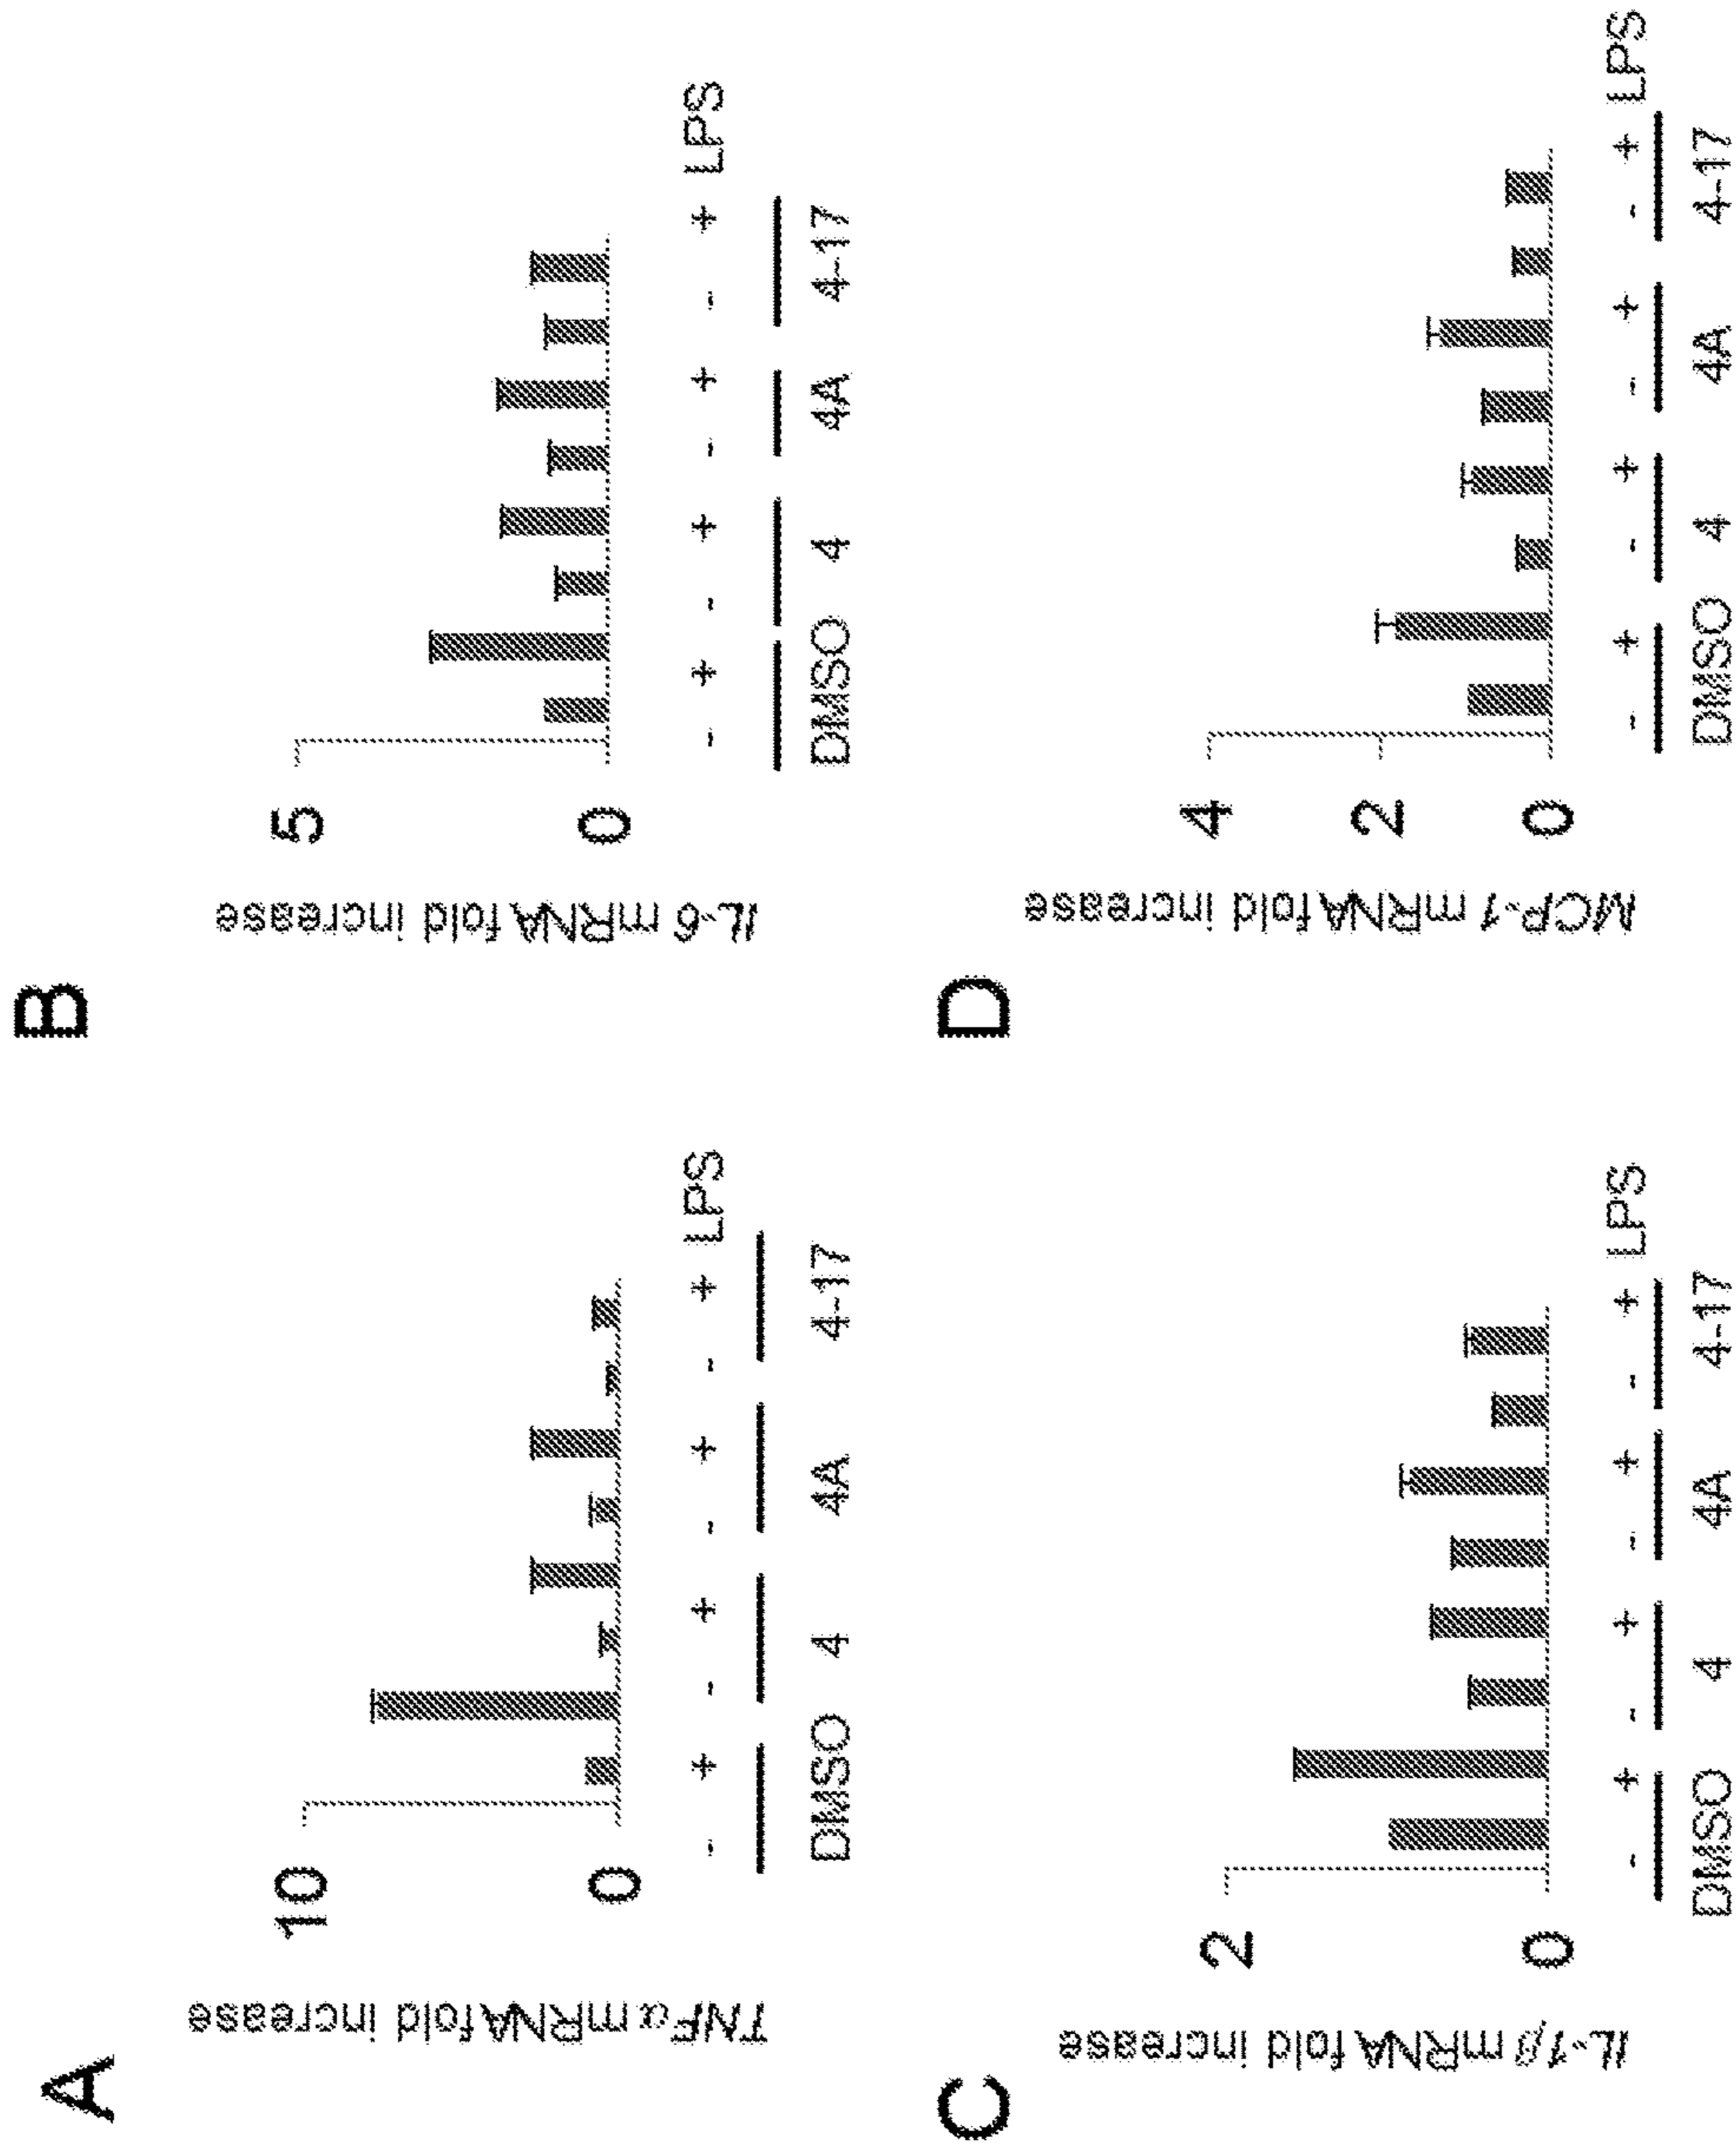 A
TNFα mRNA fold increase
10
0
- + - + - + - + LPS
DMSO 4 4A 4-17
B
IL-6 mRNA fold increase
5
0
- + - + - + - + LPS
DMSO 4 4A 4-17
C
IL-1β mRNA fold increase
2
0
- + - + - + - + LPS
DMSO 4 4A 4-17
D
MCP-1 mRNA fold increase
4
2
0
- + - + - + - + LPS
DMSO 4 4A 4-17